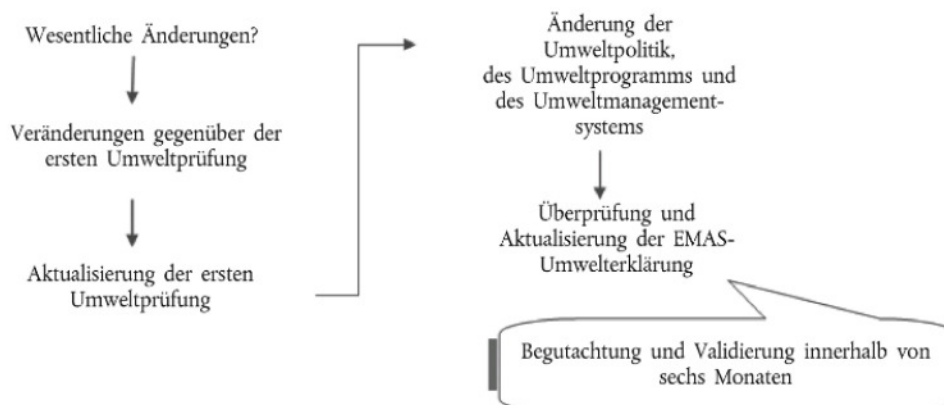 Wesentliche Änderungen?
Veränderungen gegenüber der
ersten Umweltprüfung
Aktualisierung der ersten
Umweltprüfung
Änderung der
Umweltpolitik,
des Umweltprogramms und
des Umweltmanagement-
systems
Überprüfung und
Aktualisierung der EMAS-
Umwelterklärung
Begutachtung und Validierung innerhalb von
sechs Monaten